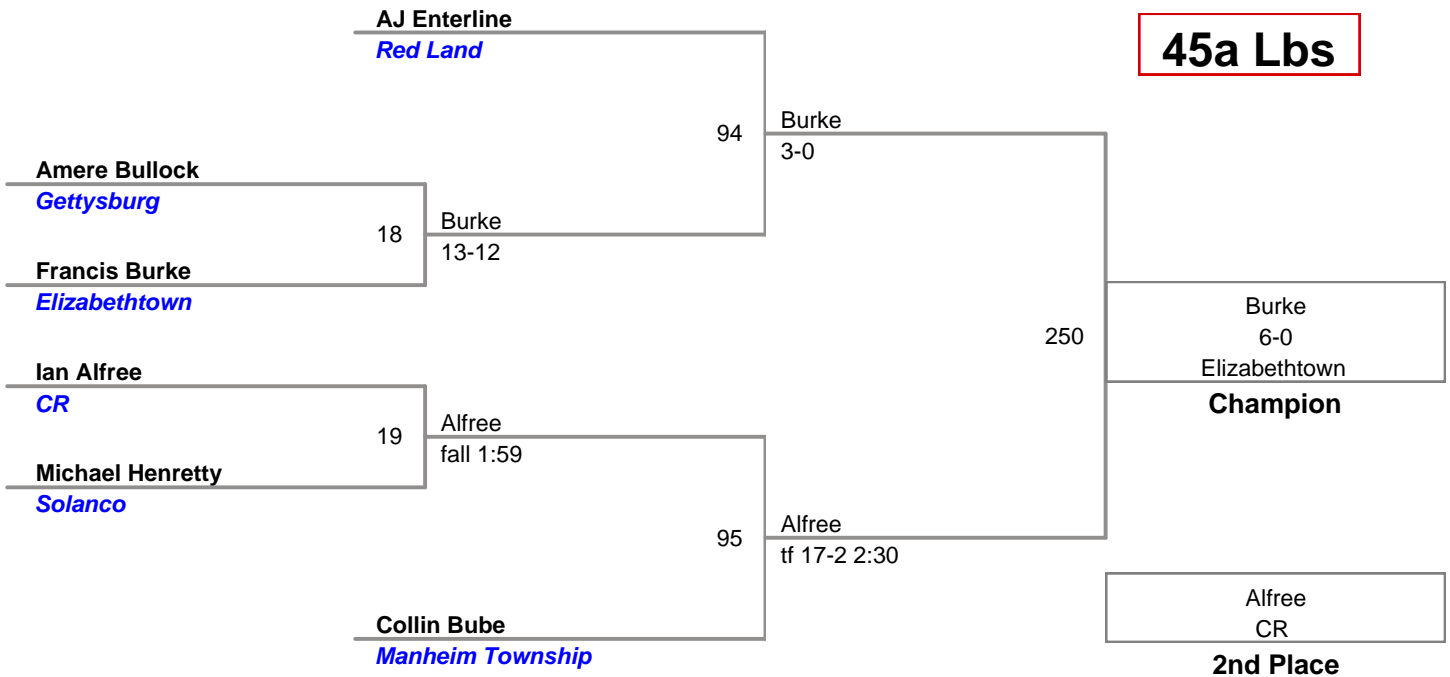 AJ Enterline
Red Land
45a Lbs
94
Burke
3-0
Amere Bullock
Gettysburg
18
Burke
13-12
Francis Burke
Elizabethtown
250
Burke
6-0
Elizabethtown
Champion
Ian Alfree
CR
19
Alfree
fall 1:59
Michael Henretty
Solanco
95
Alfree
tf 17-2 2:30
Collin Bube
Manheim Township
Alfree
CR
2nd Place